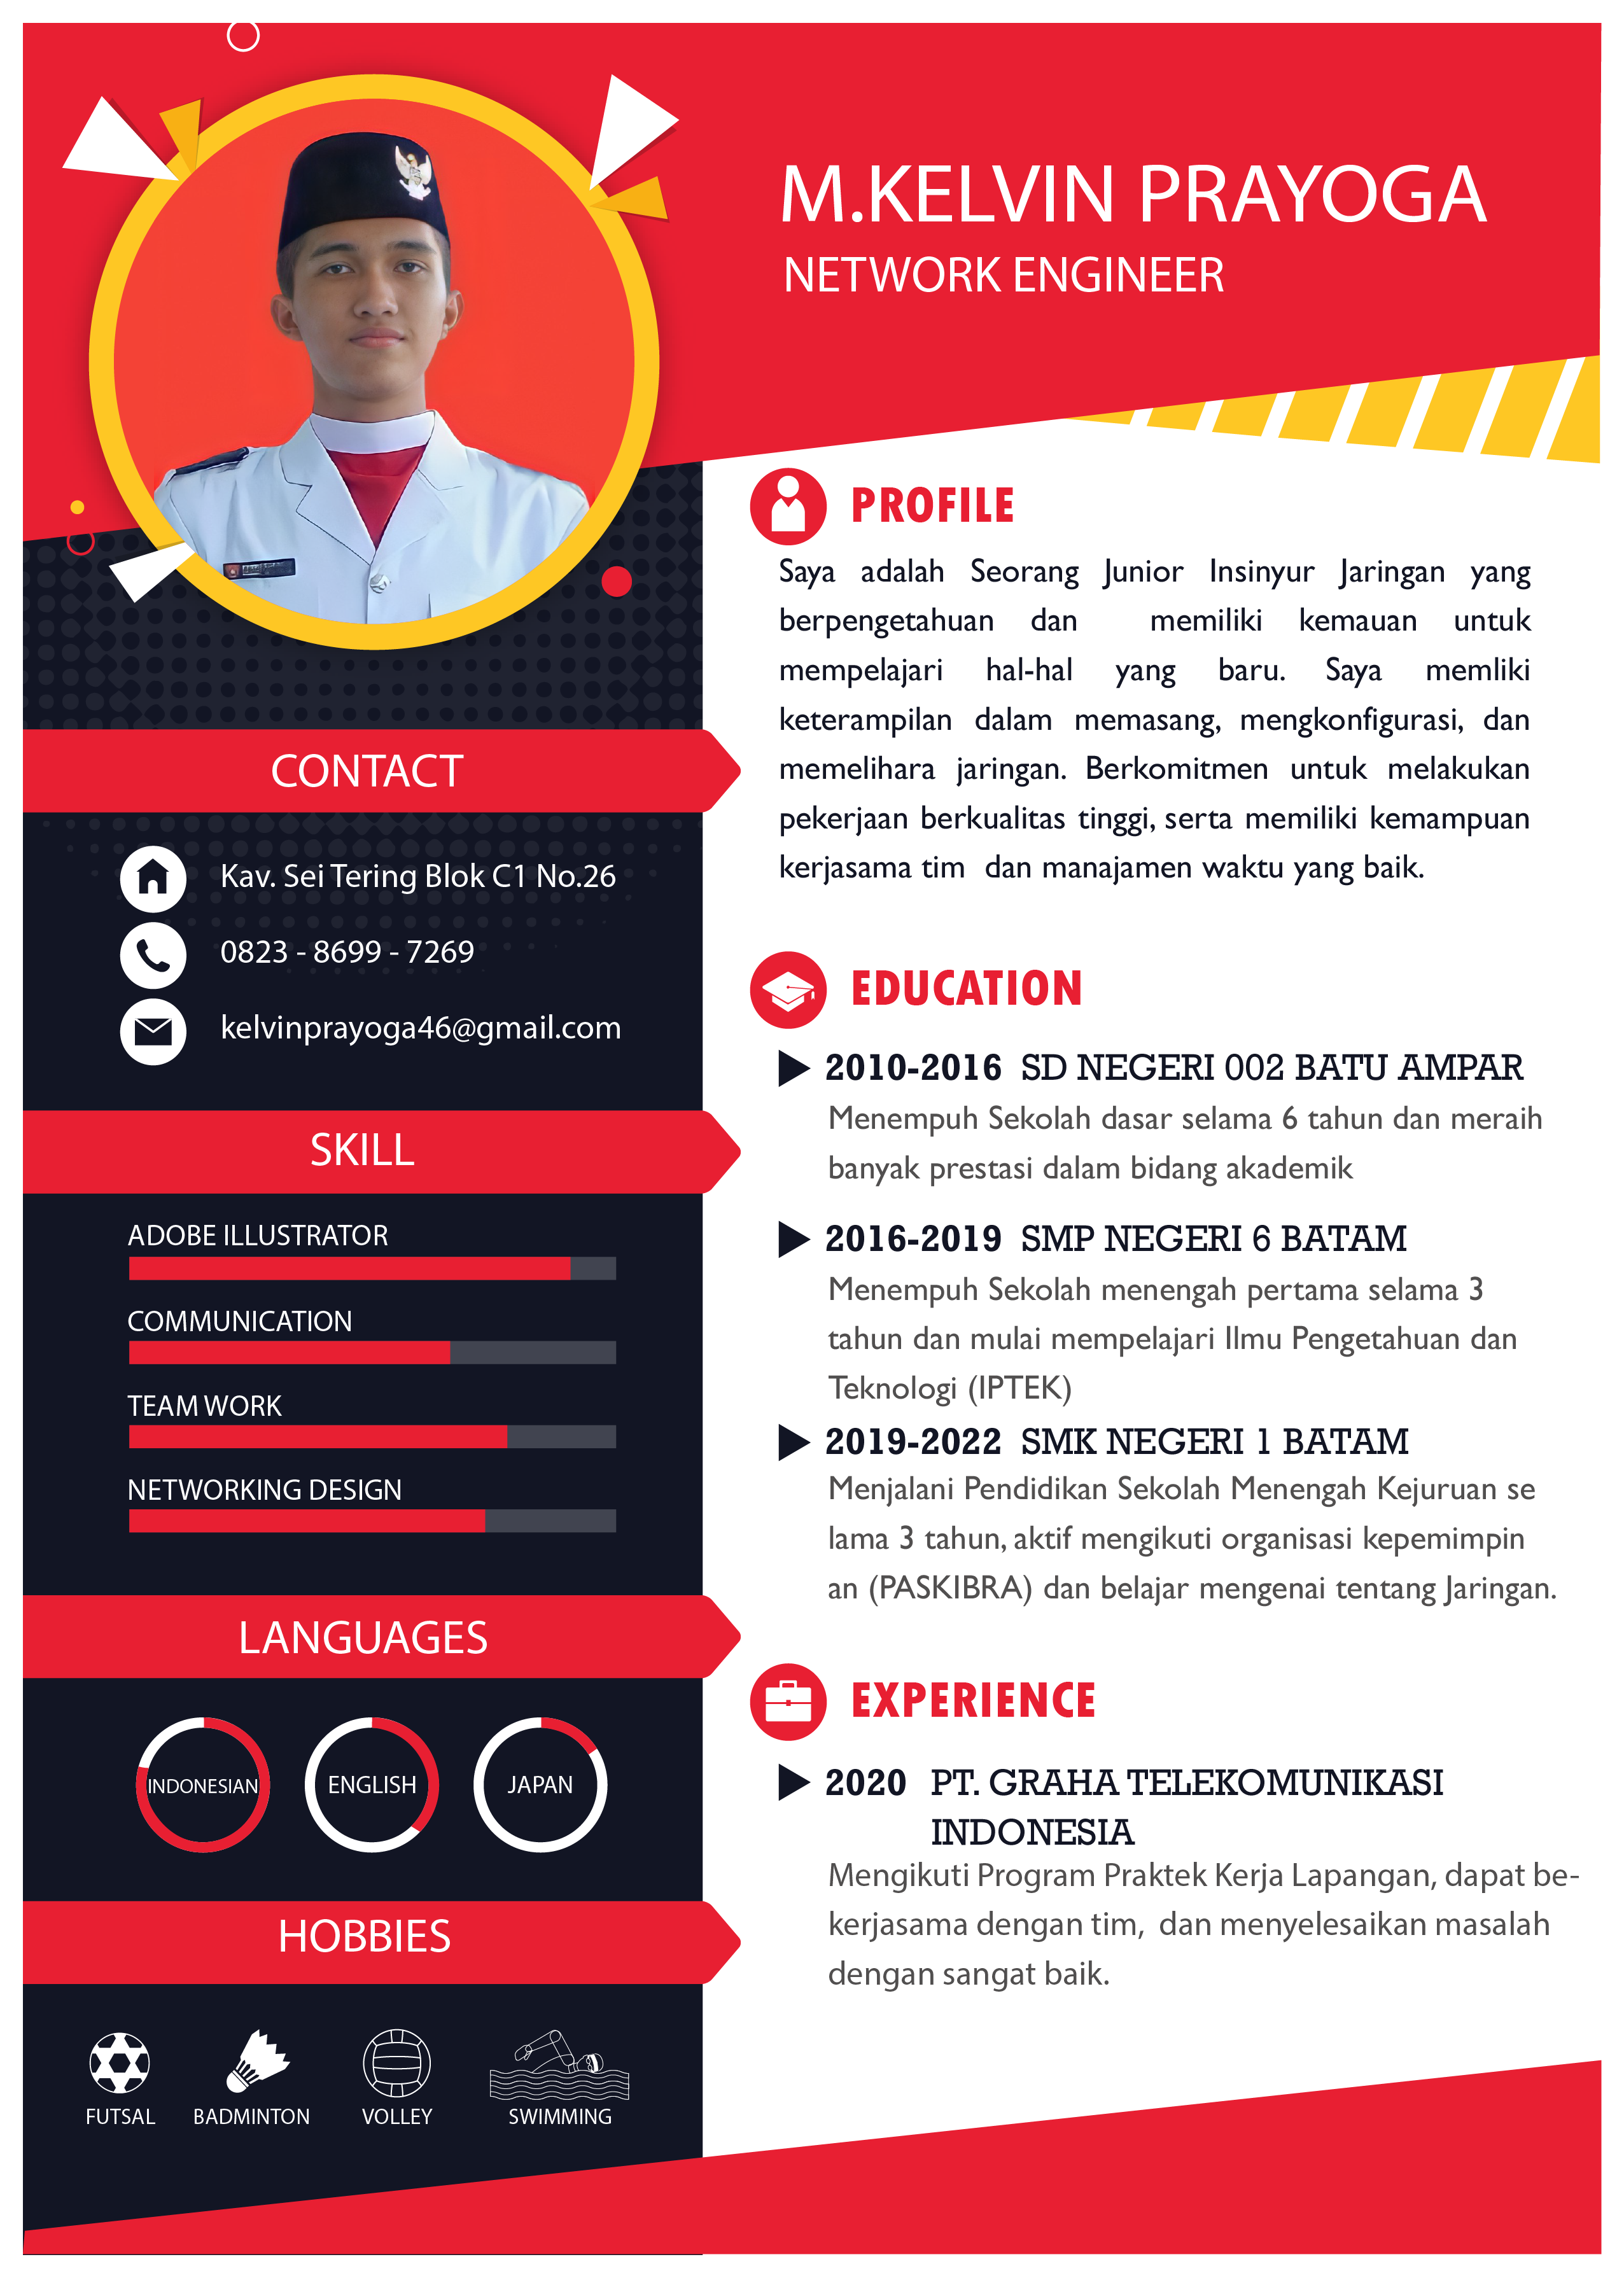 M.KELVIN PRAYOGA
NETWORK ENGINEER
CONTACT
Kav. Sei Tering Blok C1 No.26
0823 - 8699 - 7269
kelvinprayoga46@gmail.com
SKILL
ADOBE ILLUSTRATOR
COMMUNICATION
TEAM WORK
NETWORKING DESIGN
LANGUAGES
INDONESIAN
ENGLISH
JAPAN
HOBBIES
FUTSAL
BADMINTON
VOLLEY
SWIMMING
PROFILE
Saya adalah Seorang Junior Insinyur Jaringan yang
berpengetahuan dan memiliki kemauan untuk
mempelajari hal-hal yang baru. Saya memliki
keterampilan dalam memasang, mengkonfigurasi, dan
memelihara jaringan. Berkomitmen untuk melakukan
pekerjaan berkualitas tinggi, serta memiliki kemampuan
kerjasama tim dan manajamen waktu yang baik.
EDUCATION
2010-2016 SD NEGERI 002 BATU AMPAR
Menempuh Sekolah dasar selama 6 tahun dan meraih
banyak prestasi dalam bidang akademik
2016-2019 SMP NEGERI 6 BATAM
Menempuh Sekolah menengah pertama selama 3
tahun dan mulai mempelajari Ilmu Pengetahuan dan
Teknologi (IPTEK)
2019-2022 SMK NEGERI 1 BATAM
Menjalani Pendidikan Sekolah Menengah Kejuruan se
lama 3 tahun, aktif mengikuti organisasi kepemimpin
an (PASKIBRA) dan belajar mengenai tentang Jaringan.
EXPERIENCE
2020 PT. GRAHA TELEKOMUNIKASI
INDONESIA
Mengikuti Program Praktek Kerja Lapangan, dapat be-
kerjasama dengan tim, dan menyelesaikan masalah
dengan sangat baik.